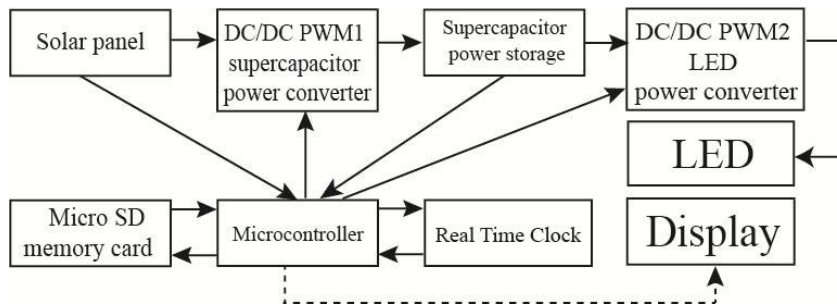 Solar panel
DC/DC PWM1
supercapacitor
power converter
Supercapacitor
power storage
DC/DC PWM2
LED
power converter
LED
Micro SD
memory card
Microcontroller
Real Time Clock
Display